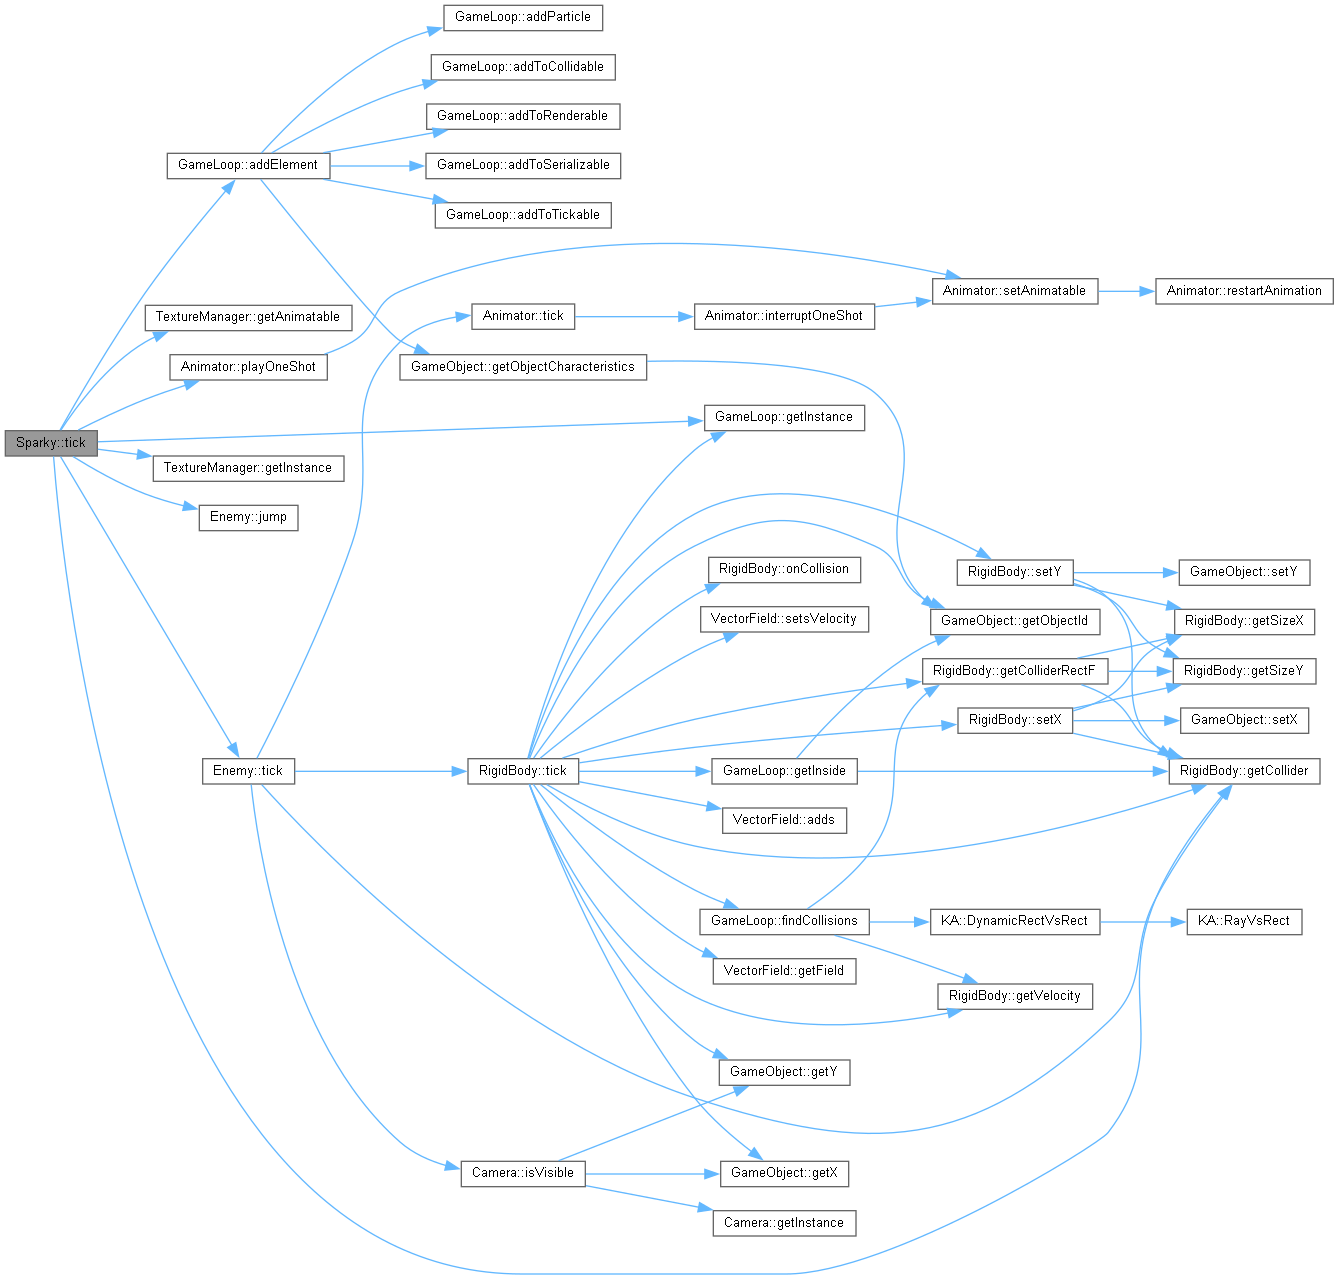 GameLoop::addParticle
GameLoop::addToCollidable
GameLoop::addToRenderable
GameLoop::addElement
GameLoop::addToSerializable
GameLoop::addToTickable
Animator::setAnimatable
Animator::restartAnimation
TextureManager::getAnimatable
Animator::tick
Animator::interruptOneShot
Animator::playOneShot
GameObject::getObjectCharacteristics
GameLoop::getInstance
Sparky::tick
TextureManager::getInstance
Enemy::jump
RigidBody::onCollision
RigidBody::setY
GameObject::setY
VectorField::setsVelocity
GameObject::getObjectId
RigidBody::getSizeX
RigidBody::getColliderRectF
RigidBody::getSizeY
RigidBody::setX
GameObject::setX
Enemy::tick
RigidBody::tick
GameLoop::getInside
RigidBody::getCollider
VectorField::adds
GameLoop::findCollisions
KA::DynamicRectVsRect
KA::RayVsRect
VectorField::getField
RigidBody::getVelocity
GameObject::getY
Camera::isVisible
GameObject::getX
Camera::getInstance